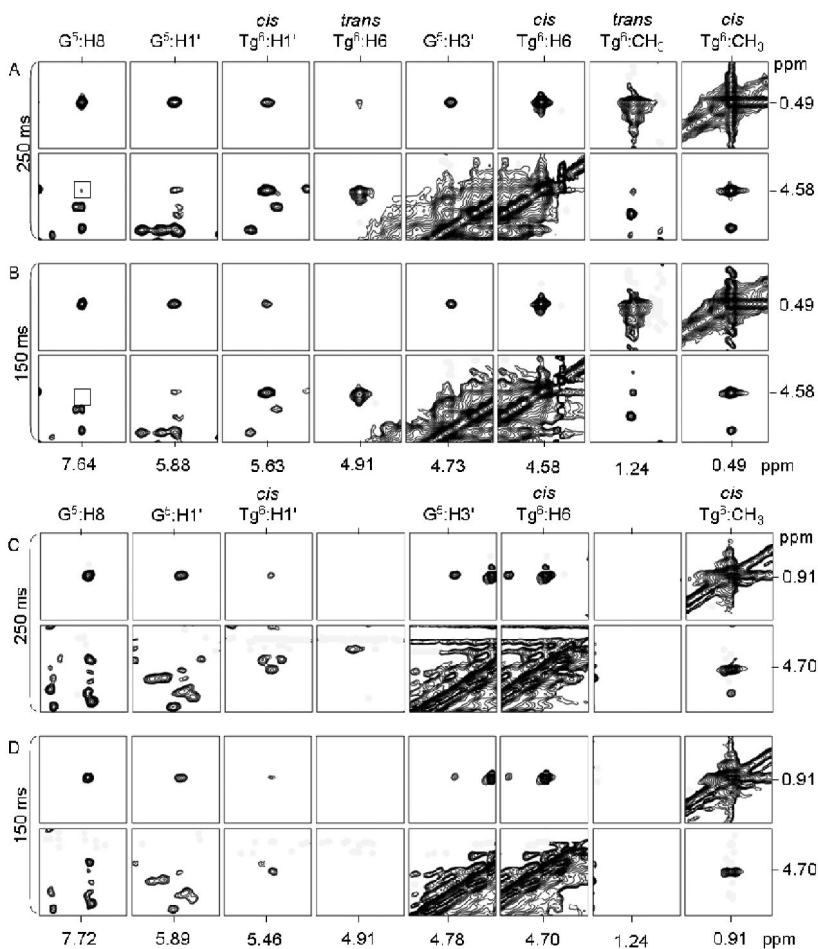 cis trans cis trans cis
G⁵:H8 G⁵:H1' Tg⁶:H1' Tg⁶:H6 G⁵:H3' Tg⁶:H6 Tg⁶:CH₃ Tg⁶:CH₃
ppm
A
250 ms
0.49
4.58
B
150 ms
0.49
4.58
7.64 5.88 5.63 4.91 4.73 4.58 1.24 0.49 ppm
cis cis cis
G⁵:H8 G⁵:H1' Tg⁶:H1' G⁵:H3' Tg⁶:H6 Tg⁶:CH₃
ppm
C
250 ms
0.91
4.70
D
150 ms
0.91
4.70
7.72 5.89 5.46 4.91 4.78 4.70 1.24 0.91 ppm